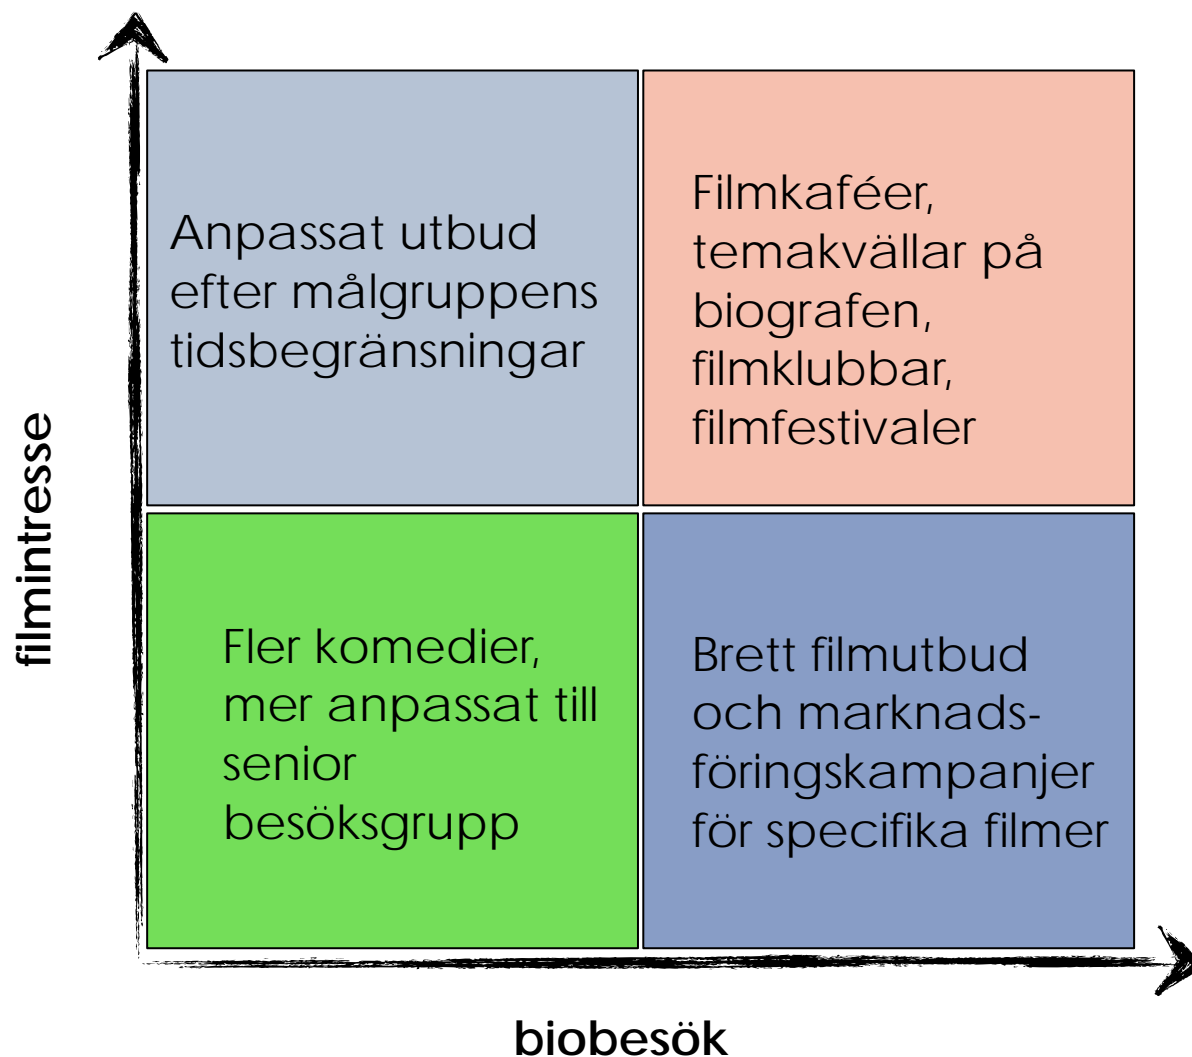 Anpassat utbud
efter målgruppens
tidsbegränsningar
Filmkaféer,
temakvällar på
biografen,
filmklubbar,
filmfestivaler
filmintresse
Fler komedier,
mer anpassat till
senior
besöksgrupp
Brett filmutbud
och marknads-
föringskampanjer
för specifika filmer
biobesök